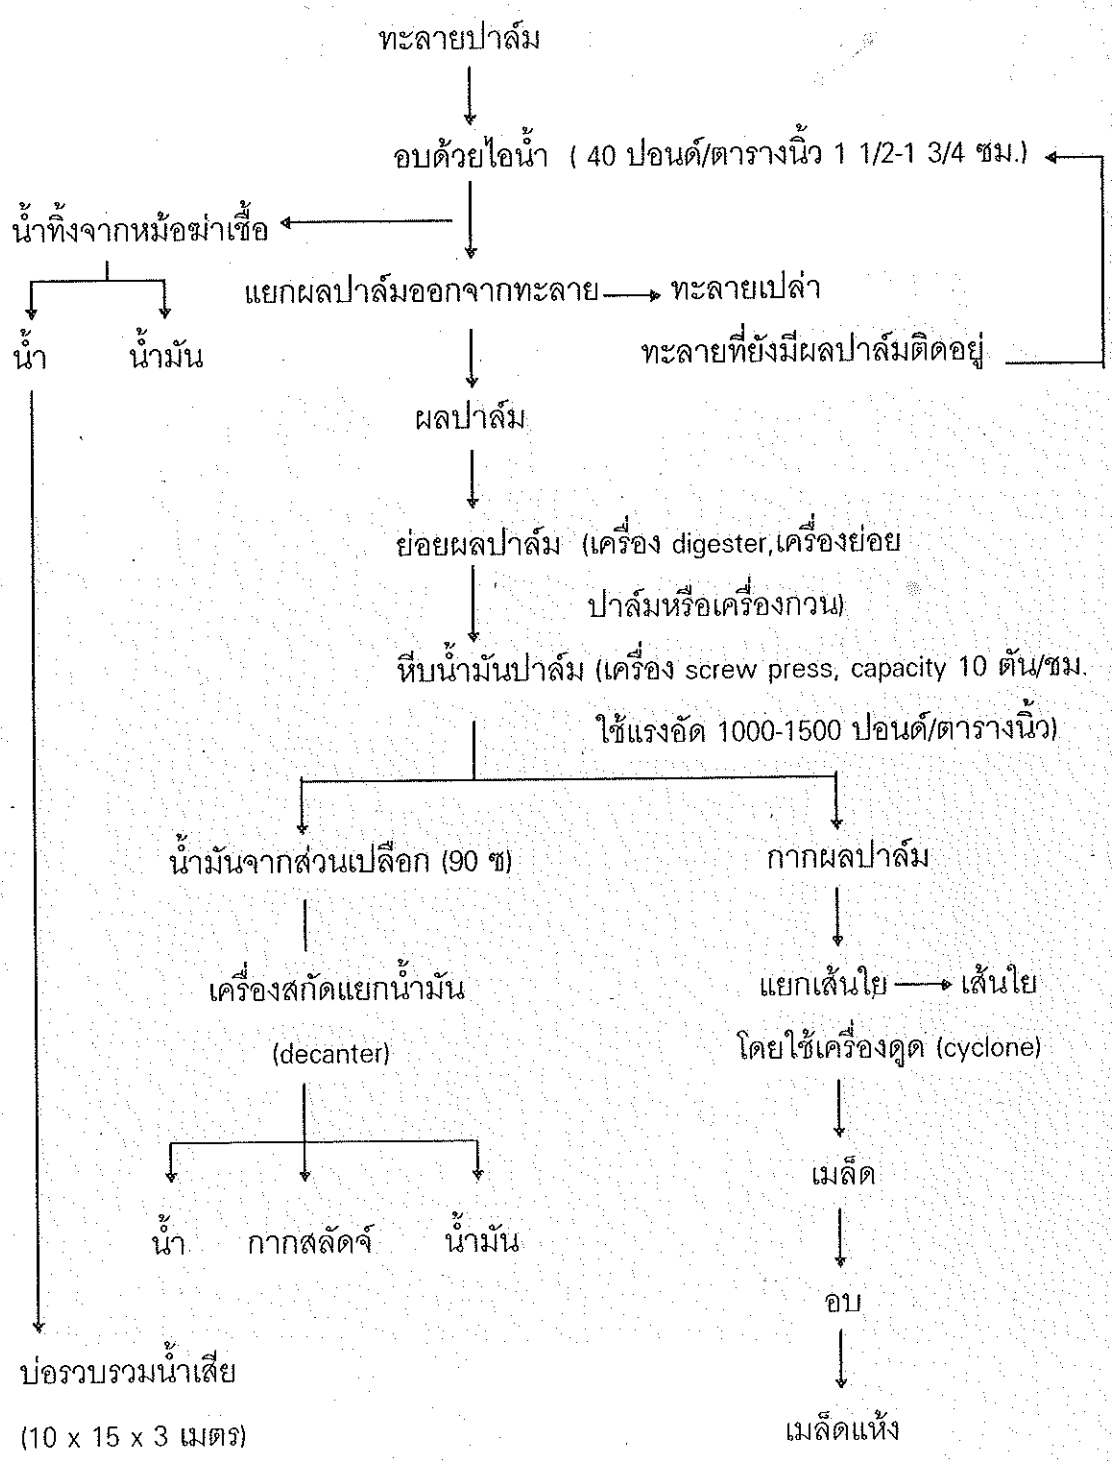 ทะลายปาล์ม
อบด้วยไอน้ำ ( 40 ปอนด์/ตารางนิ้ว 1 1/2-1 3/4 ชม.)
น้ำทิ้งจากหม้อฆ่าเชื้อ
แยกผลปาล์มออกจากทะลาย ทะลายเปล่า
น้ำ น้ำมัน ทะลายที่ยังมีผลปาล์มติดอยู่
ผลปาล์ม
ย่อยผลปาล์ม (เครื่อง digester,เครื่องย่อย
ปาล์มหรือเครื่องกวน)
หีบน้ำมันปาล์ม (เครื่อง screw press, capacity 10 ตัน/ชม.
ใช้แรงอัด 1000-1500 ปอนด์/ตารางนิ้ว)
น้ำมันจากส่วนเปลือก (90 ซ) กากผลปาล์ม
เครื่องสกัดแยกน้ำมัน แยกเส้นใย เส้นใย
(decanter) โดยใช้เครื่องดูด (cyclone)
เมล็ด
น้ำ กากสลัดจ์ น้ำมัน
อบ
บ่อรวบรวมน้ำเสีย
(10 x 15 x 3 เมตร) เมล็ดแห้ง